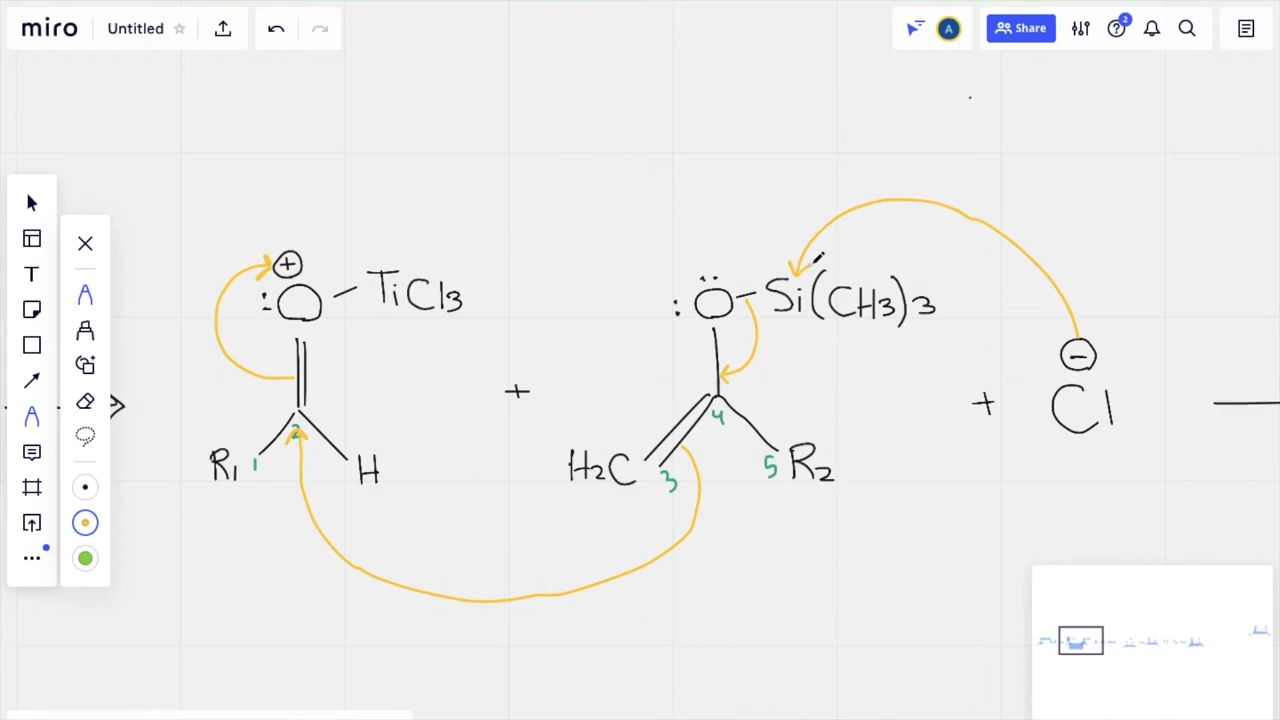 miro Untitled Share 2
+
: O - TiCl3
R1 1 2 H
+
: O - Si(CH3)3
H2C 3 4 5 R2
+
−
Cl
T